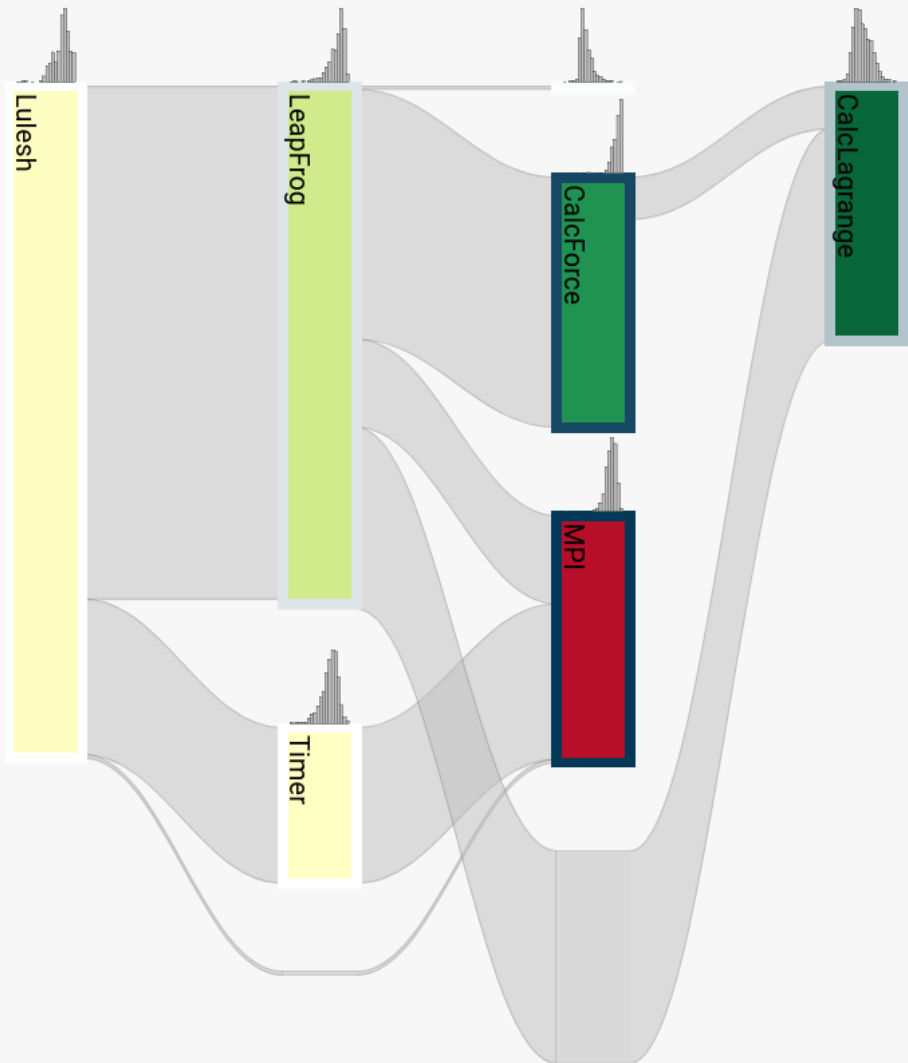 Lulesh
LeapFrog
Timer
CalcForce
MPI
CalcLagrange